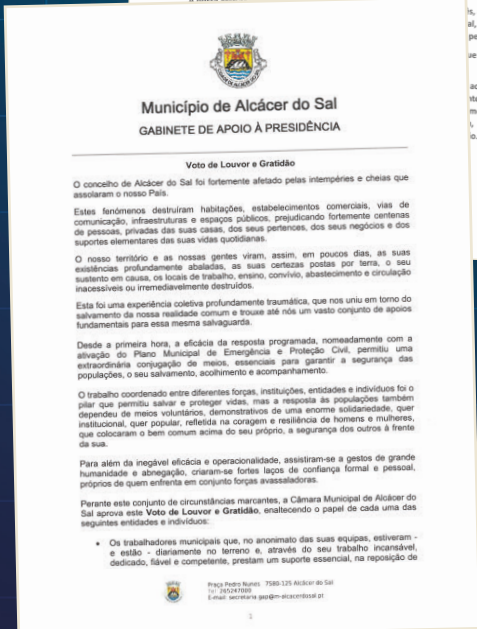 Município de Alcácer do Sal
GABINETE DE APOIO À PRESIDÊNCIA
Voto de Louvor e Gratidão
O concelho de Alcácer do Sal foi fortemente afetado pelas intempéries e cheias que
assolaram o nosso País.
Estes fenómenos destruíram habitações, estabelecimentos comerciais, vias de
comunicação, infraestruturas e espaços públicos, prejudicando fortemente centenas
de pessoas, privadas das suas casas, dos seus pertences, dos seus negócios e dos
suportes elementares das suas vidas quotidianas.
O nosso território e as nossas gentes viram, assim, em poucos dias, as suas
existências profundamente abaladas, as suas certezas postas por terra, o seu
sustento em causa, os locais de trabalho, ensino, convívio, abastecimento e circulação
inacessíveis ou irremediavelmente destruídos.
Esta foi uma experiência coletiva profundamente traumática, que nos uniu em torno do
salvamento da nossa realidade comum e trouxe até nós um vasto conjunto de apoios
fundamentais para essa mesma salvaguarda.
Desde a primeira hora, a eficácia da resposta programada, nomeadamente com a
ativação do Plano Municipal de Emergência e Proteção Civil, permitiu uma
extraordinária conjugação de meios, essenciais para garantir a segurança das
populações, o seu salvamento, acolhimento e acompanhamento.
O trabalho coordenado entre diferentes forças, instituições, entidades e indivíduos foi o
pilar que permitiu salvar e proteger vidas, mas a resposta às populações também
dependeu de meios voluntários, demonstrativos de uma enorme solidariedade, quer
institucional, quer popular, refletida na coragem e resiliência de homens e mulheres,
que colocaram o bem comum acima do seu próprio, a segurança dos outros à frente
da sua.
Para além da inegável eficácia e operacionalidade, assistiram-se a gestos de grande
humanidade e abnegação, criaram-se fortes laços de confiança formal e pessoal,
próprios de quem enfrenta em conjunto forças avassaladoras.
Perante este conjunto de circunstâncias marcantes, a Câmara Municipal de Alcácer do
Sal aprova este Voto de Louvor e Gratidão, enaltecendo o papel de cada uma das
seguintes entidades e indivíduos:
• Os trabalhadores municipais que, no anonimato das suas equipas, estiveram -
e estão - diariamente no terreno e, através do seu trabalho incansável,
dedicado, fiável e competente, prestam um suporte essencial, na reposição de
Praça Pedro Nunes 7580-125 Alcácer do Sal
Tel: 265247000
E-mail: secretaria.gap@m-alcacerdosal.pt
1